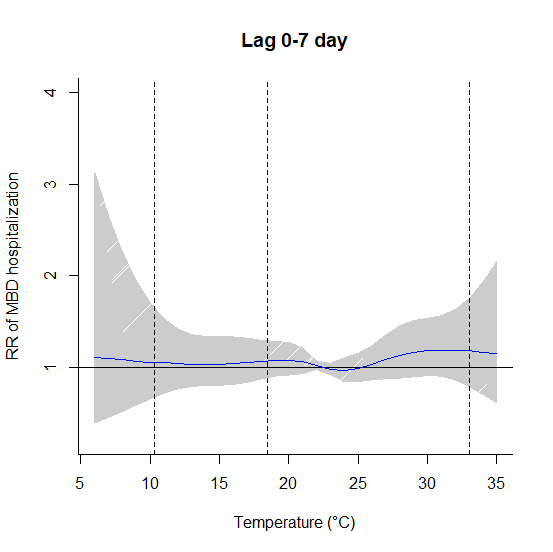 Lag 0-7 day
RR of MBD hospitalization
4
3
2
1
5 10 15 20 25 30 35
Temperature (°C)